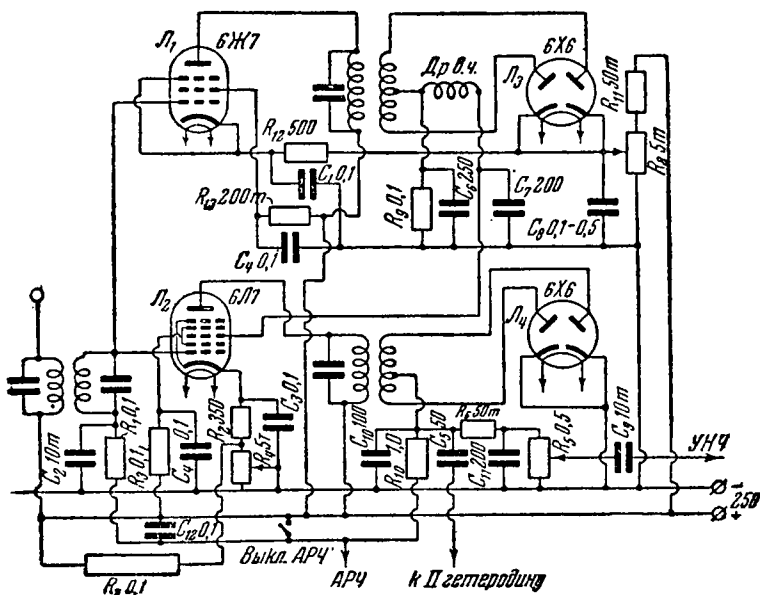 Л₁
6Ж7
Др в.ч.
Л₃
6Х6
R₁₁ 50т
R₈ 5т
R₁₂ 500
C₁ 0,1
R₁₃ 200т
C₄ 0,1
R₉ 0,1
C₆ 250
C₇ 200
C₈ 0,1-0,5
Л₂
6Л7
6Х6
Л₄
C₂ 10т
R₁ 0,1
R₃ 0,1
C₄ 0,1
R₂ 350
R₄ 5т
C₃ 0,1
C₁₀ 100
R₁₀ 1,0
C₅ 50
R₆ 50т
C₁₁ 200
R₅ 0,5
C₉ 10т
УНЧ
−
250
+
C₁₂ 0,1
Выкл. АРЧ
0,1
АРЧ
к II гетеродину